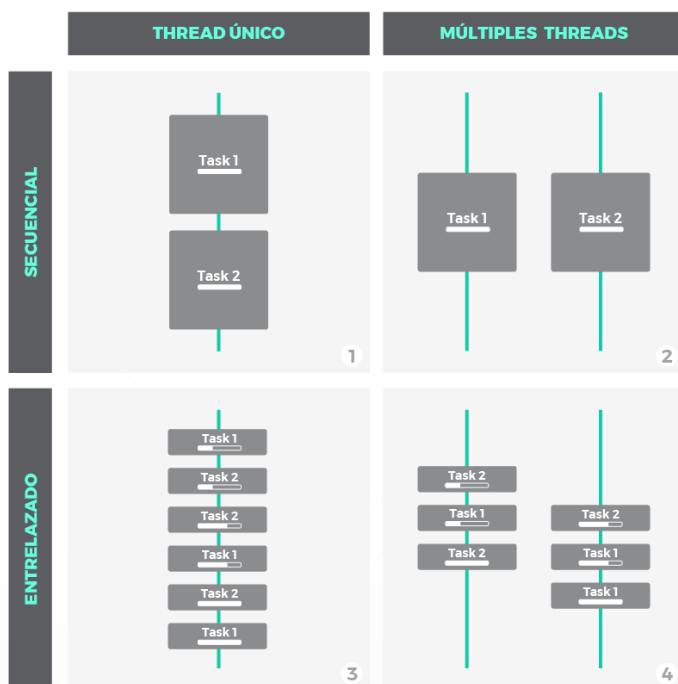 THREAD ÚNICO
MÚLTIPLES THREADS
SECUENCIAL
Task 1
Task 2
1
Task 1
Task 2
2
ENTRELAZADO
Task 1
Task 2
Task 2
Task 1
Task 2
Task 1
3
Task 2
Task 1
Task 2
Task 2
Task 1
Task 1
4